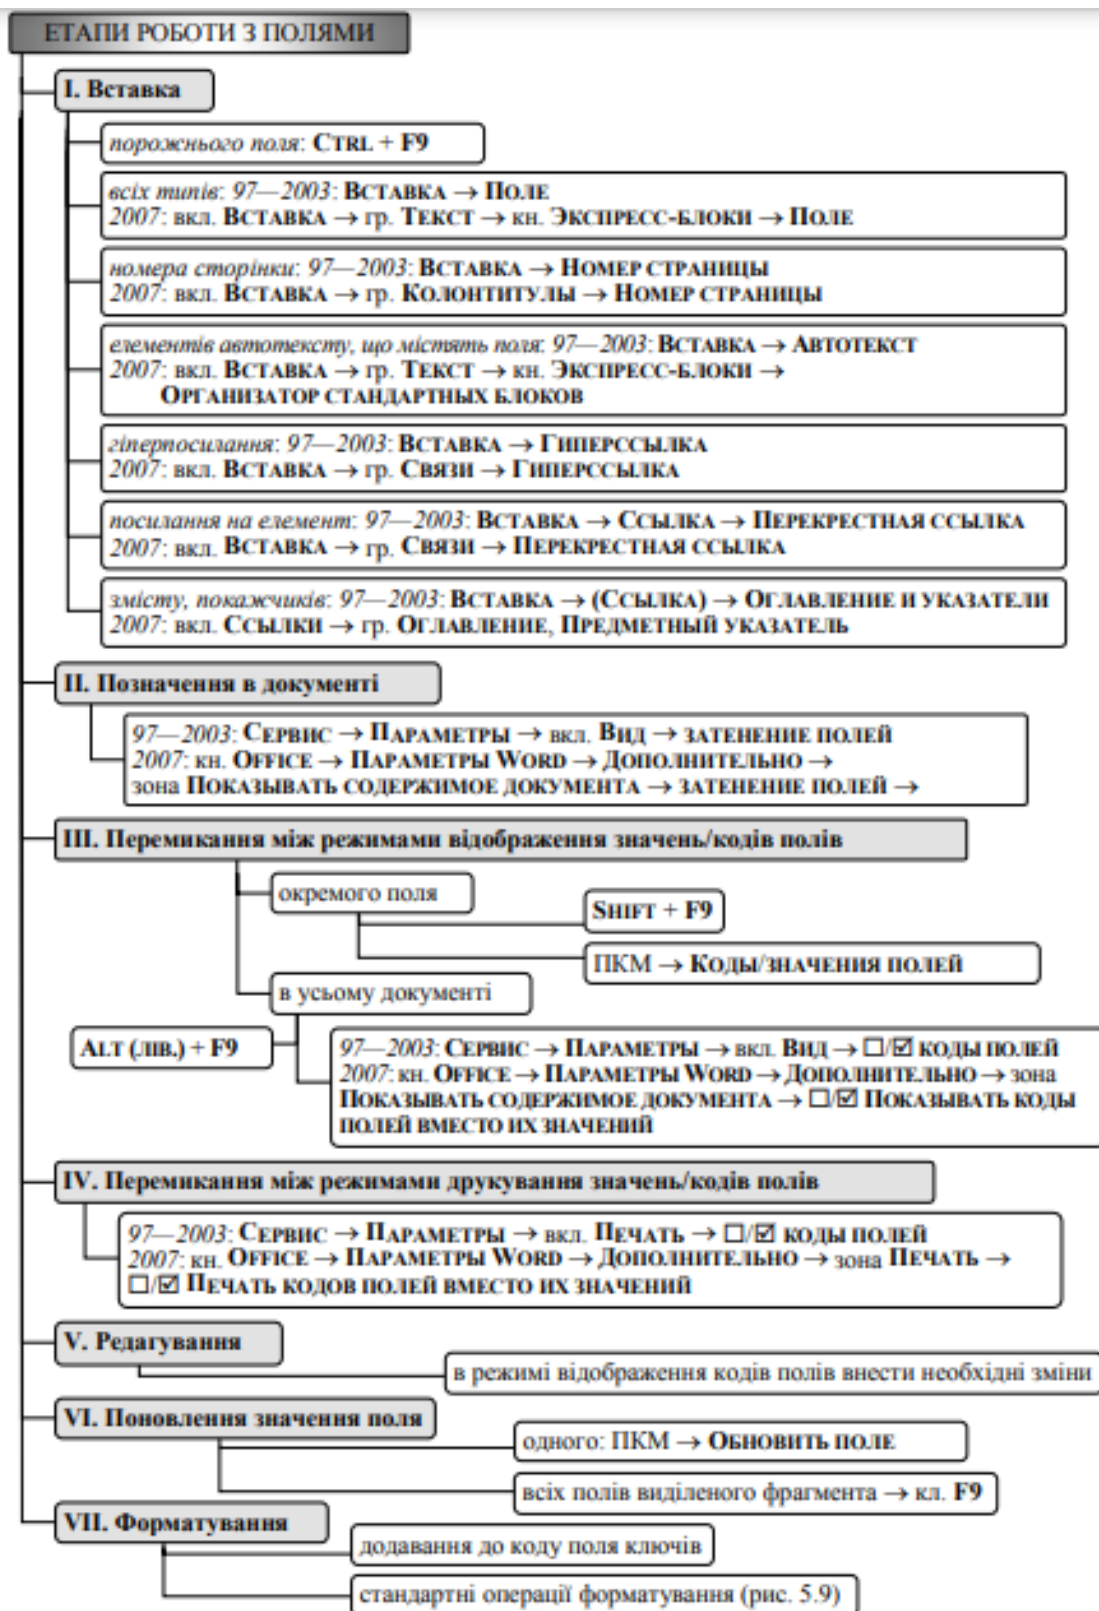 ЕТАПИ РОБОТИ З ПОЛЯМИ
І. Вставка
порожнього поля: CTRL + F9
всіх типів: 97—2003: ВСТАВКА → ПОЛЕ
2007: вкл. ВСТАВКА → гр. ТЕКСТ → кн. ЭКСПРЕСС-БЛОКИ → ПОЛЕ
номера сторінки: 97—2003: ВСТАВКА → НОМЕР СТРАНИЦЫ
2007: вкл. ВСТАВКА → гр. КОЛОНТИТУЛЫ → НОМЕР СТРАНИЦЫ
елементів автотексту, що містять поля: 97—2003: ВСТАВКА → АВТОТЕКСТ
2007: вкл. ВСТАВКА → гр. ТЕКСТ → кн. ЭКСПРЕСС-БЛОКИ →
ОРГАНИЗАТОР СТАНДАРТНЫХ БЛОКОВ
гіперпосилання: 97—2003: ВСТАВКА → ГИПЕРССЫЛКА
2007: вкл. ВСТАВКА → гр. СВЯЗИ → ГИПЕРССЫЛКА
посилання на елемент: 97—2003: ВСТАВКА → ССЫЛКА → ПЕРЕКРЕСТНАЯ ССЫЛКА
2007: вкл. ВСТАВКА → гр. СВЯЗИ → ПЕРЕКРЕСТНАЯ ССЫЛКА
змісту, покажчиків: 97—2003: ВСТАВКА → (ССЫЛКА) → ОГЛАВЛЕНИЕ И УКАЗАТЕЛИ
2007: вкл. ССЫЛКИ → гр. ОГЛАВЛЕНИЕ, ПРЕДМЕТНЫЙ УКАЗАТЕЛЬ
ІІ. Позначення в документі
97—2003: СЕРВИС → ПАРАМЕТРЫ → вкл. ВИД → ЗАТЕНЕНИЕ ПОЛЕЙ
2007: кн. OFFICE → ПАРАМЕТРЫ WORD → ДОПОЛНИТЕЛЬНО →
зона ПОКАЗЫВАТЬ СОДЕРЖИМОЕ ДОКУМЕНТА → ЗАТЕНЕНИЕ ПОЛЕЙ →
ІІІ. Перемикання між режимами відображення значень/кодів полів
окремого поля
SHIFT + F9
ПКМ → КОДЫ/ЗНАЧЕНИЯ ПОЛЕЙ
в усьому документі
ALT (ЛІВ.) + F9
97—2003: СЕРВИС → ПАРАМЕТРЫ → вкл. ВИД → ☐/☑ КОДЫ ПОЛЕЙ
2007: кн. OFFICE → ПАРАМЕТРЫ WORD → ДОПОЛНИТЕЛЬНО → зона
ПОКАЗЫВАТЬ СОДЕРЖИМОЕ ДОКУМЕНТА → ☐/☑ ПОКАЗЫВАТЬ КОДЫ
ПОЛЕЙ ВМЕСТО ИХ ЗНАЧЕНИЙ
IV. Перемикання між режимами друкування значень/кодів полів
97—2003: СЕРВИС → ПАРАМЕТРЫ → вкл. ПЕЧАТЬ → ☐/☑ КОДЫ ПОЛЕЙ
2007: кн. OFFICE → ПАРАМЕТРЫ WORD → ДОПОЛНИТЕЛЬНО → зона ПЕЧАТЬ →
☐/☑ ПЕЧАТЬ КОДОВ ПОЛЕЙ ВМЕСТО ИХ ЗНАЧЕНИЙ
V. Редагування
в режимі відображення кодів полів внести необхідні зміни
VI. Поновлення значення поля
одного: ПКМ → ОБНОВИТЬ ПОЛЕ
всіх полів виділеного фрагмента → кл. F9
VII. Форматування
додавання до коду поля ключів
стандартні операції форматування (рис. 5.9)